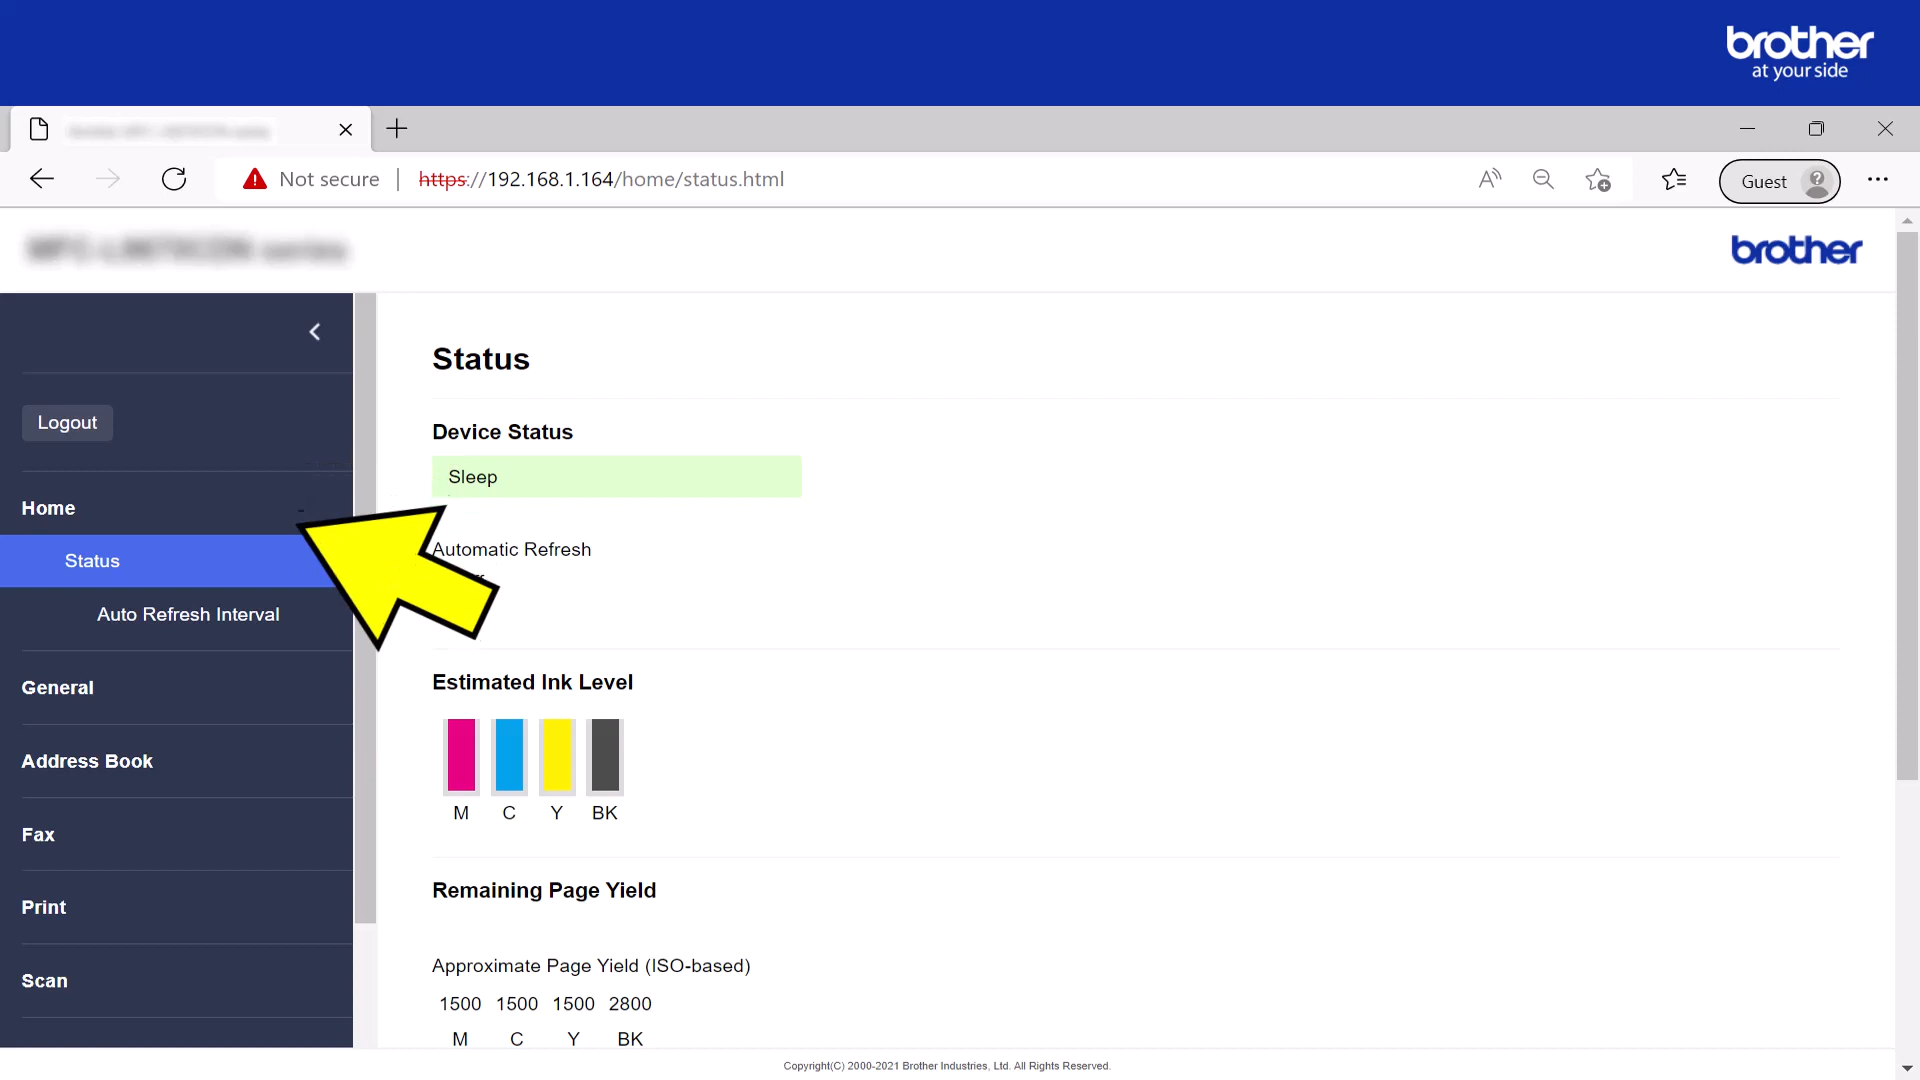 brother
at your side
Not secure
https://192.168.1.164/home/status.html
Guest
brother
Logout
Home
Status
Auto Refresh Interval
General
Address Book
Fax
Print
Scan
Status
Device Status
Sleep
Automatic Refresh
Estimated Ink Level
M C Y BK
Remaining Page Yield
Approximate Page Yield (ISO-based)
1500 1500 1500 2800
M C Y BK
Copyright(C) 2000-2021 Brother Industries, Ltd. All Rights Reserved.